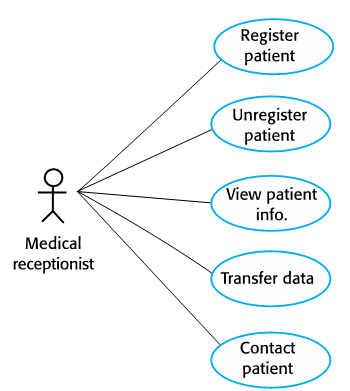 Register
patient
Unregister
patient
View patient
info.
Medical
receptionist
Transfer data
Contact
patient